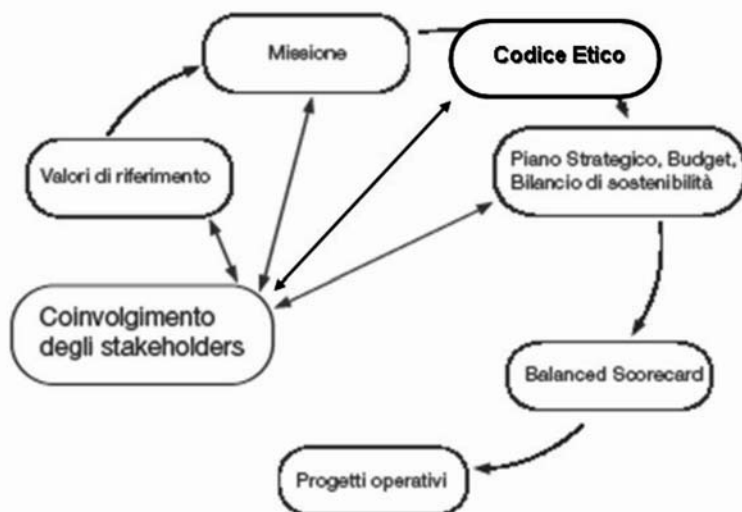 Missione
Codice Etico
Valori di riferimento
Piano Strategico, Budget,
Bilancio di sostenibilità
Coinvolgimento
degli stakeholders
Balanced Scorecard
Progetti operativi